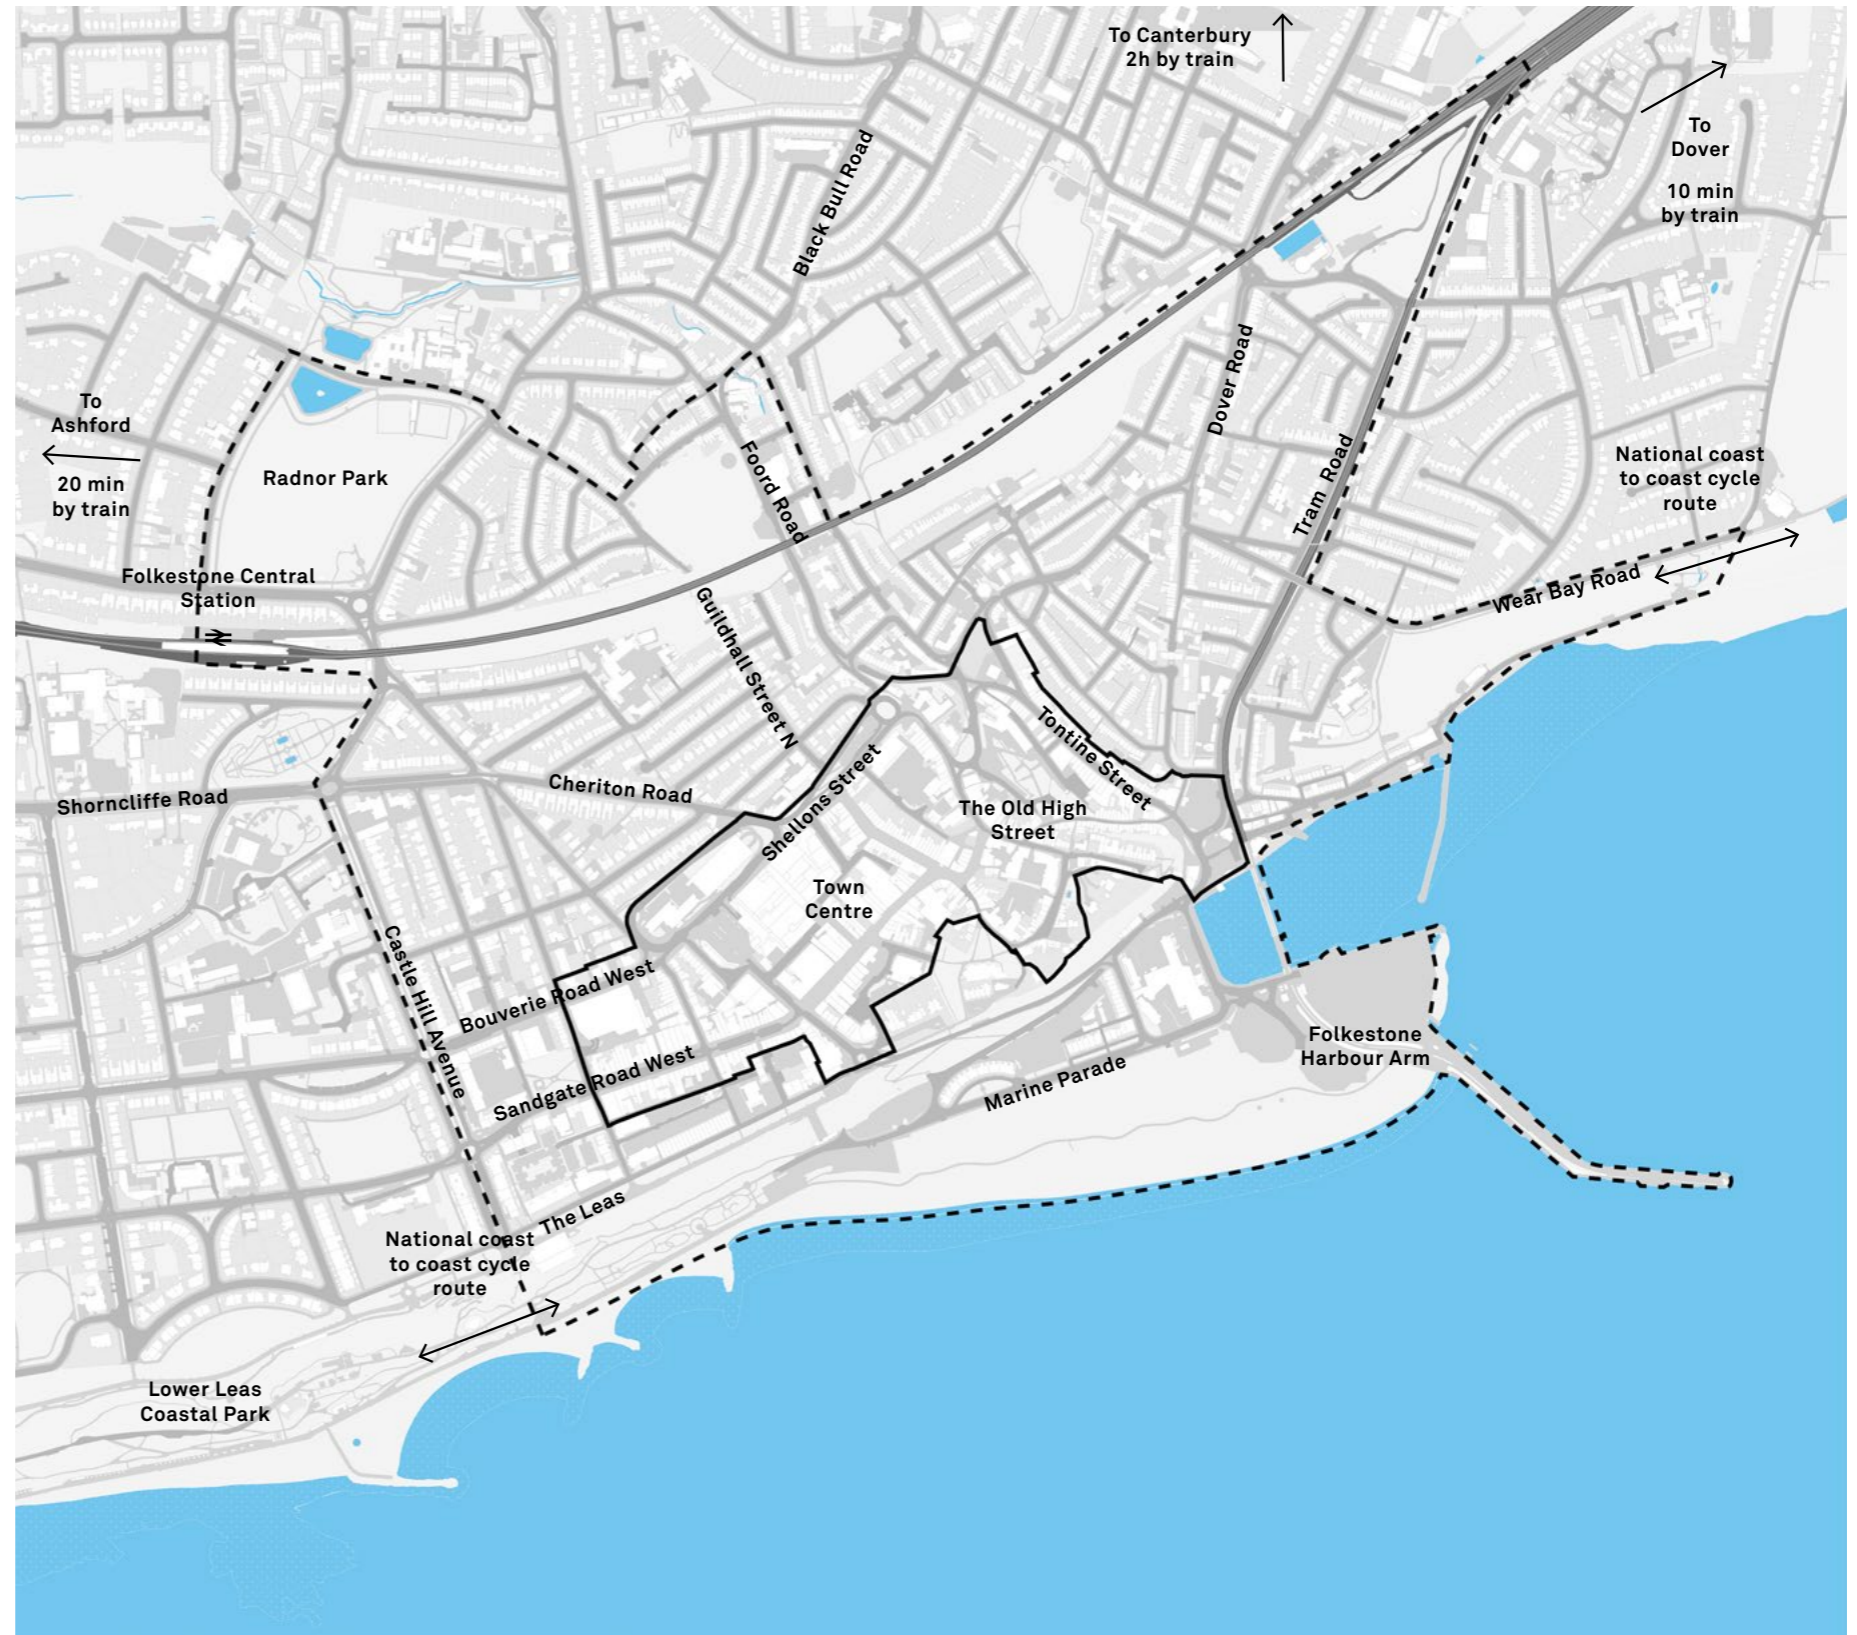 To Canterbury
2h by train
To
Dover
10 min
by train
Black Bull Road
Dover Road
To
Ashford
20 min
by train
Radnor Park
Foord Road
Tram Road
National coast
to coast cycle
route
Folkestone Central
Station
Wear Bay Road
Guildhall Street N
Tontine Street
Shorncliffe Road
Cheriton Road
Shellons Street
The Old High
Street
Town
Centre
Castle Hill Avenue
Bouverie Road West
Sandgate Road West
Folkestone
Harbour Arm
Marine Parade
The Leas
National coast
to coast cycle
route
Lower Leas
Coastal Park